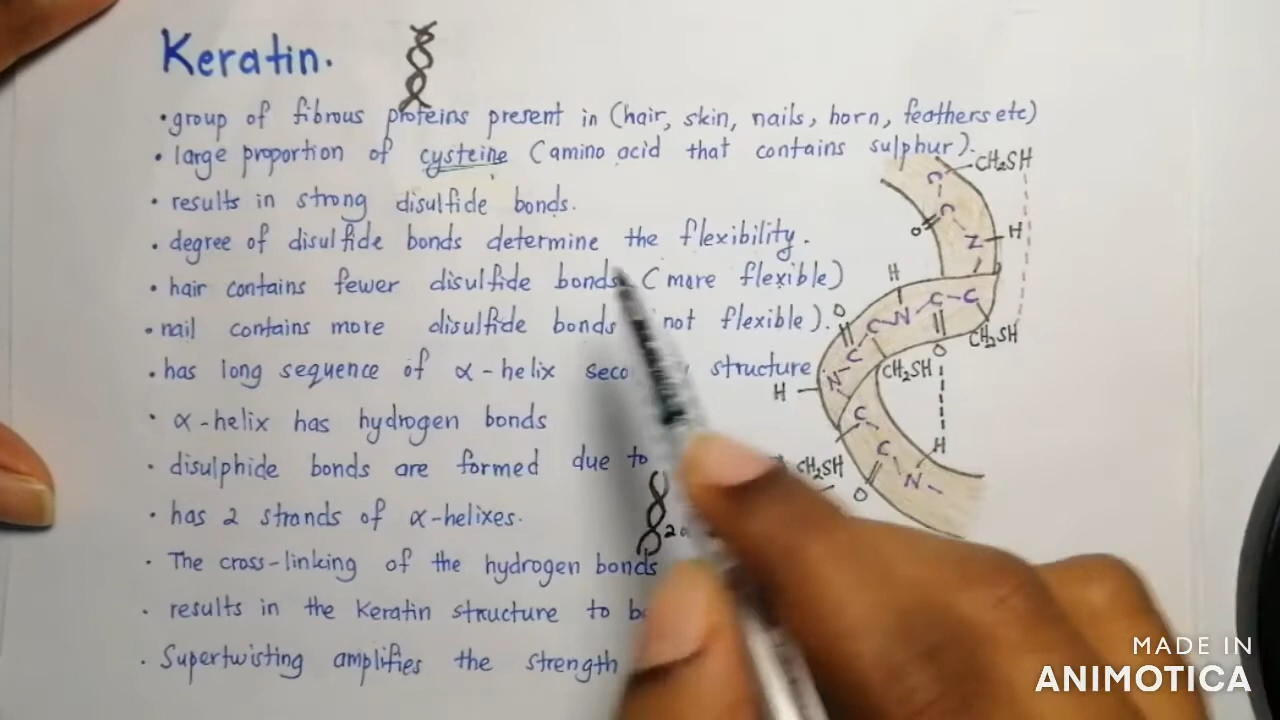 Keratin.
• group of fibrous proteins present in (hair, skin, nails, horn, feathers etc)
• large proportion of cysteine (amino acid that contains sulphur).
• results in strong disulfide bonds.
• degree of disulfide bonds determine the flexibility.
• hair contains fewer disulfide bonds (more flexible)
• nail contains more disulfide bonds not flexible).
• has long sequence of α-helix structure
• α-helix has hydrogen bonds
• disulphide bonds are formed due to
• has 2 strands of α-helixes.
2
• The cross-linking of the hydrogen bonds
• results in the Keratin structure to
• Supertwisting amplifies the strength
CH₂SH
C
C
O
N H
H
O C N C C
C O CH₂SH
H N CH₂SH
C H
CH₂SH C N
O
MADE IN
ANIMOTICA